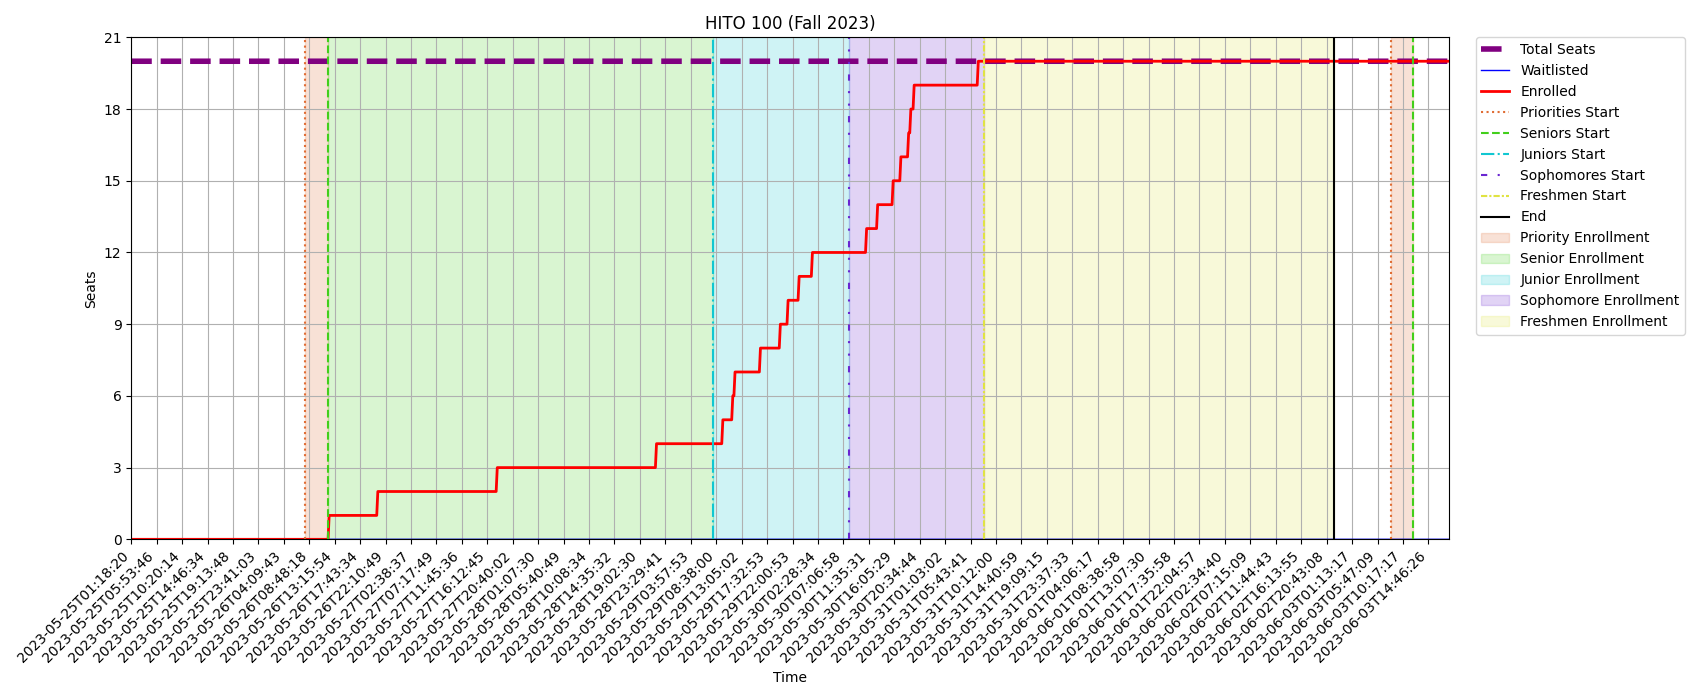 HITO 100 (Fall 2023)
21
18
15
12
9
6
3
0
Seats
2023-05-25T01:18:20
2023-05-25T05:53:46
2023-05-25T10:20:14
2023-05-25T14:46:34
2023-05-25T19:13:48
2023-05-25T23:41:03
2023-05-26T04:09:43
2023-05-26T08:48:18
2023-05-26T13:15:54
2023-05-26T17:43:34
2023-05-26T22:10:49
2023-05-27T02:38:37
2023-05-27T07:17:49
2023-05-27T11:45:36
2023-05-27T16:12:45
2023-05-27T20:40:02
2023-05-28T01:07:30
2023-05-28T05:40:49
2023-05-28T10:08:34
2023-05-28T14:35:32
2023-05-28T19:02:30
2023-05-28T23:29:41
2023-05-29T03:57:53
2023-05-29T08:38:00
2023-05-29T13:05:02
2023-05-29T17:32:53
2023-05-29T22:00:53
2023-05-30T02:28:34
2023-05-30T07:06:58
2023-05-30T11:35:31
2023-05-30T16:05:29
2023-05-30T20:34:44
2023-05-31T01:03:02
2023-05-31T05:43:41
2023-05-31T10:12:00
2023-05-31T14:40:59
2023-05-31T19:09:15
2023-05-31T23:37:33
2023-06-01T04:06:17
2023-06-01T08:38:58
2023-06-01T13:07:30
2023-06-01T17:35:58
2023-06-01T22:04:57
2023-06-02T02:34:40
2023-06-02T07:15:09
2023-06-02T11:44:43
2023-06-02T16:13:55
2023-06-02T20:43:08
2023-06-03T01:13:17
2023-06-03T05:47:09
2023-06-03T10:17:17
2023-06-03T14:46:26
Time
Total Seats
Waitlisted
Enrolled
Priorities Start
Seniors Start
Juniors Start
Sophomores Start
Freshmen Start
End
Priority Enrollment
Senior Enrollment
Junior Enrollment
Sophomore Enrollment
Freshmen Enrollment